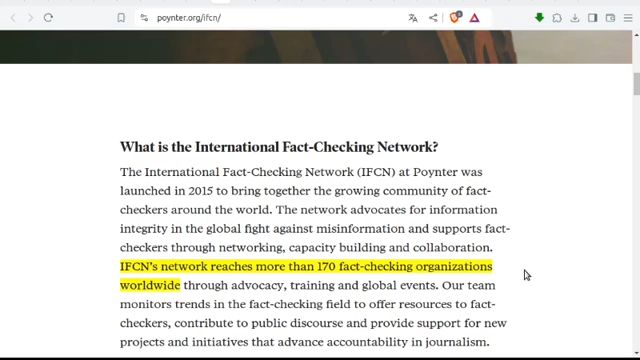 poynter.org/ifcn/
What is the International Fact-Checking Network?
The International Fact-Checking Network (IFCN) at Poynter was
launched in 2015 to bring together the growing community of fact-
checkers around the world. The network advocates for information
integrity in the global fight against misinformation and supports fact-
checkers through networking, capacity building and collaboration.
IFCN's network reaches more than 170 fact-checking organizations
worldwide through advocacy, training and global events. Our team
monitors trends in the fact-checking field to offer resources to fact-
checkers, contribute to public discourse and provide support for new
projects and initiatives that advance accountability in journalism.